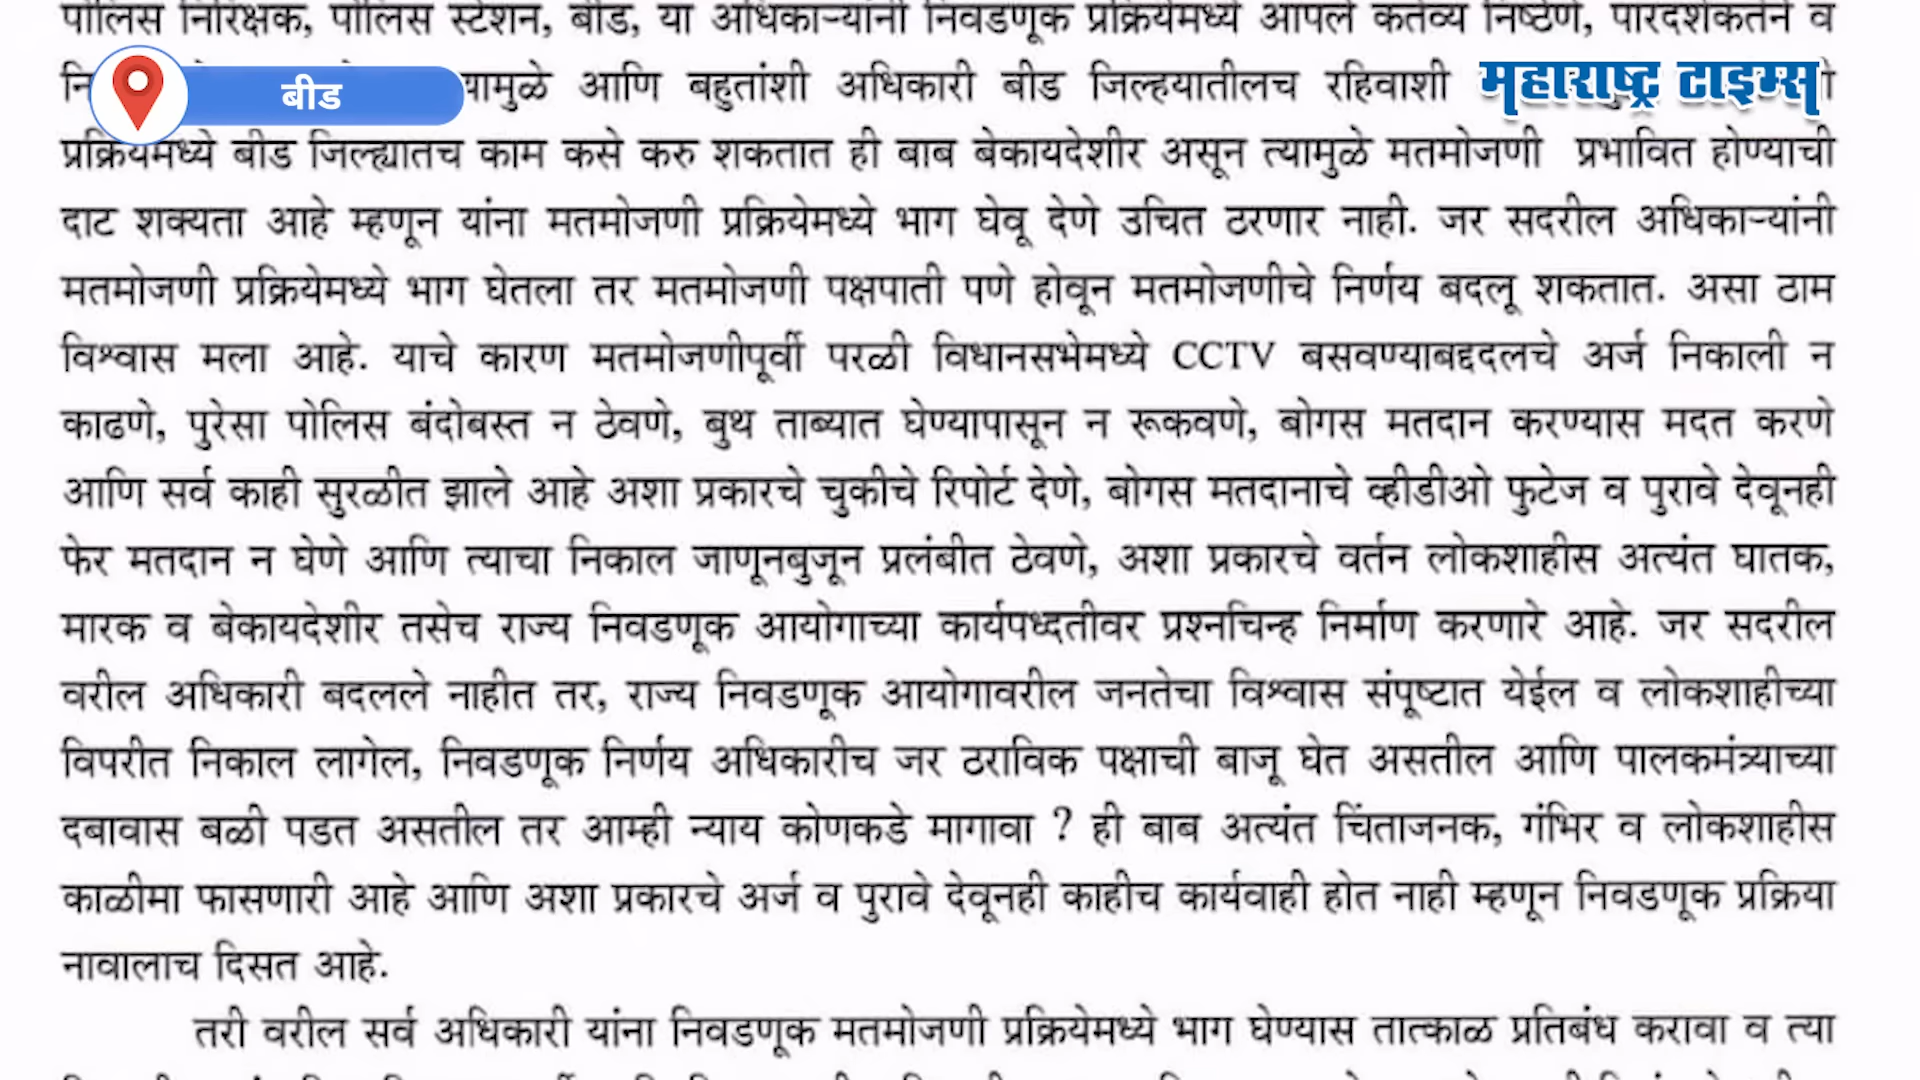 पोलिस निरिक्षक, पोलिस स्टेशन, बीड, या अधिकाऱ्यांनी निवडणूक प्रक्रियेमध्ये आपले कर्तव्य निष्ठेणे, पारदर्शकतेने व
बीड
महाराष्ट्र टाइम्स
आणि बहुतांशी अधिकारी बीड जिल्हयातीलच रहिवाशी
प्रक्रियेमध्ये बीड जिल्ह्यातच काम कसे करु शकतात ही बाब बेकायदेशीर असून त्यामुळे मतमोजणी प्रभावित होण्याची
दाट शक्यता आहे म्हणून यांना मतमोजणी प्रक्रियेमध्ये भाग घेवू देणे उचित ठरणार नाही. जर सदरील अधिकाऱ्यांनी
मतमोजणी प्रक्रियेमध्ये भाग घेतला तर मतमोजणी पक्षपाती पणे होवून मतमोजणीचे निर्णय बदलू शकतात. असा ठाम
विश्वास मला आहे. याचे कारण मतमोजणीपूर्वी परळी विधानसभेमध्ये CCTV बसवण्याबद्ददलचे अर्ज निकाली न
काढणे, पुरेसा पोलिस बंदोबस्त न ठेवणे, बुथ ताब्यात घेण्यापासून न रूकवणे, बोगस मतदान करण्यास मदत करणे
आणि सर्व काही सुरळीत झाले आहे अशा प्रकारचे चुकीचे रिपोर्ट देणे, बोगस मतदानाचे व्हीडीओ फुटेज व पुरावे देवूनही
फेर मतदान न घेणे आणि त्याचा निकाल जाणूनबुजून प्रलंबीत ठेवणे, अशा प्रकारचे वर्तन लोकशाहीस अत्यंत घातक,
मारक व बेकायदेशीर तसेच राज्य निवडणूक आयोगाच्या कार्यपध्दतीवर प्रश्नचिन्ह निर्माण करणारे आहे. जर सदरील
वरील अधिकारी बदलले नाहीत तर, राज्य निवडणूक आयोगावरील जनतेचा विश्वास संपूष्टात येईल व लोकशाहीच्या
विपरीत निकाल लागेल, निवडणूक निर्णय अधिकारीच जर ठराविक पक्षाची बाजू घेत असतील आणि पालकमंत्र्याच्या
दबावास बळी पडत असतील तर आम्ही न्याय कोणकडे मागावा ? ही बाब अत्यंत चिंताजनक, गंभिर व लोकशाहीस
काळीमा फासणारी आहे आणि अशा प्रकारचे अर्ज व पुरावे देवूनही काहीच कार्यवाही होत नाही म्हणून निवडणूक प्रक्रिया
नावालाच दिसत आहे.
तरी वरील सर्व अधिकारी यांना निवडणूक मतमोजणी प्रक्रियेमध्ये भाग घेण्यास तात्काळ प्रतिबंध करावा व त्या